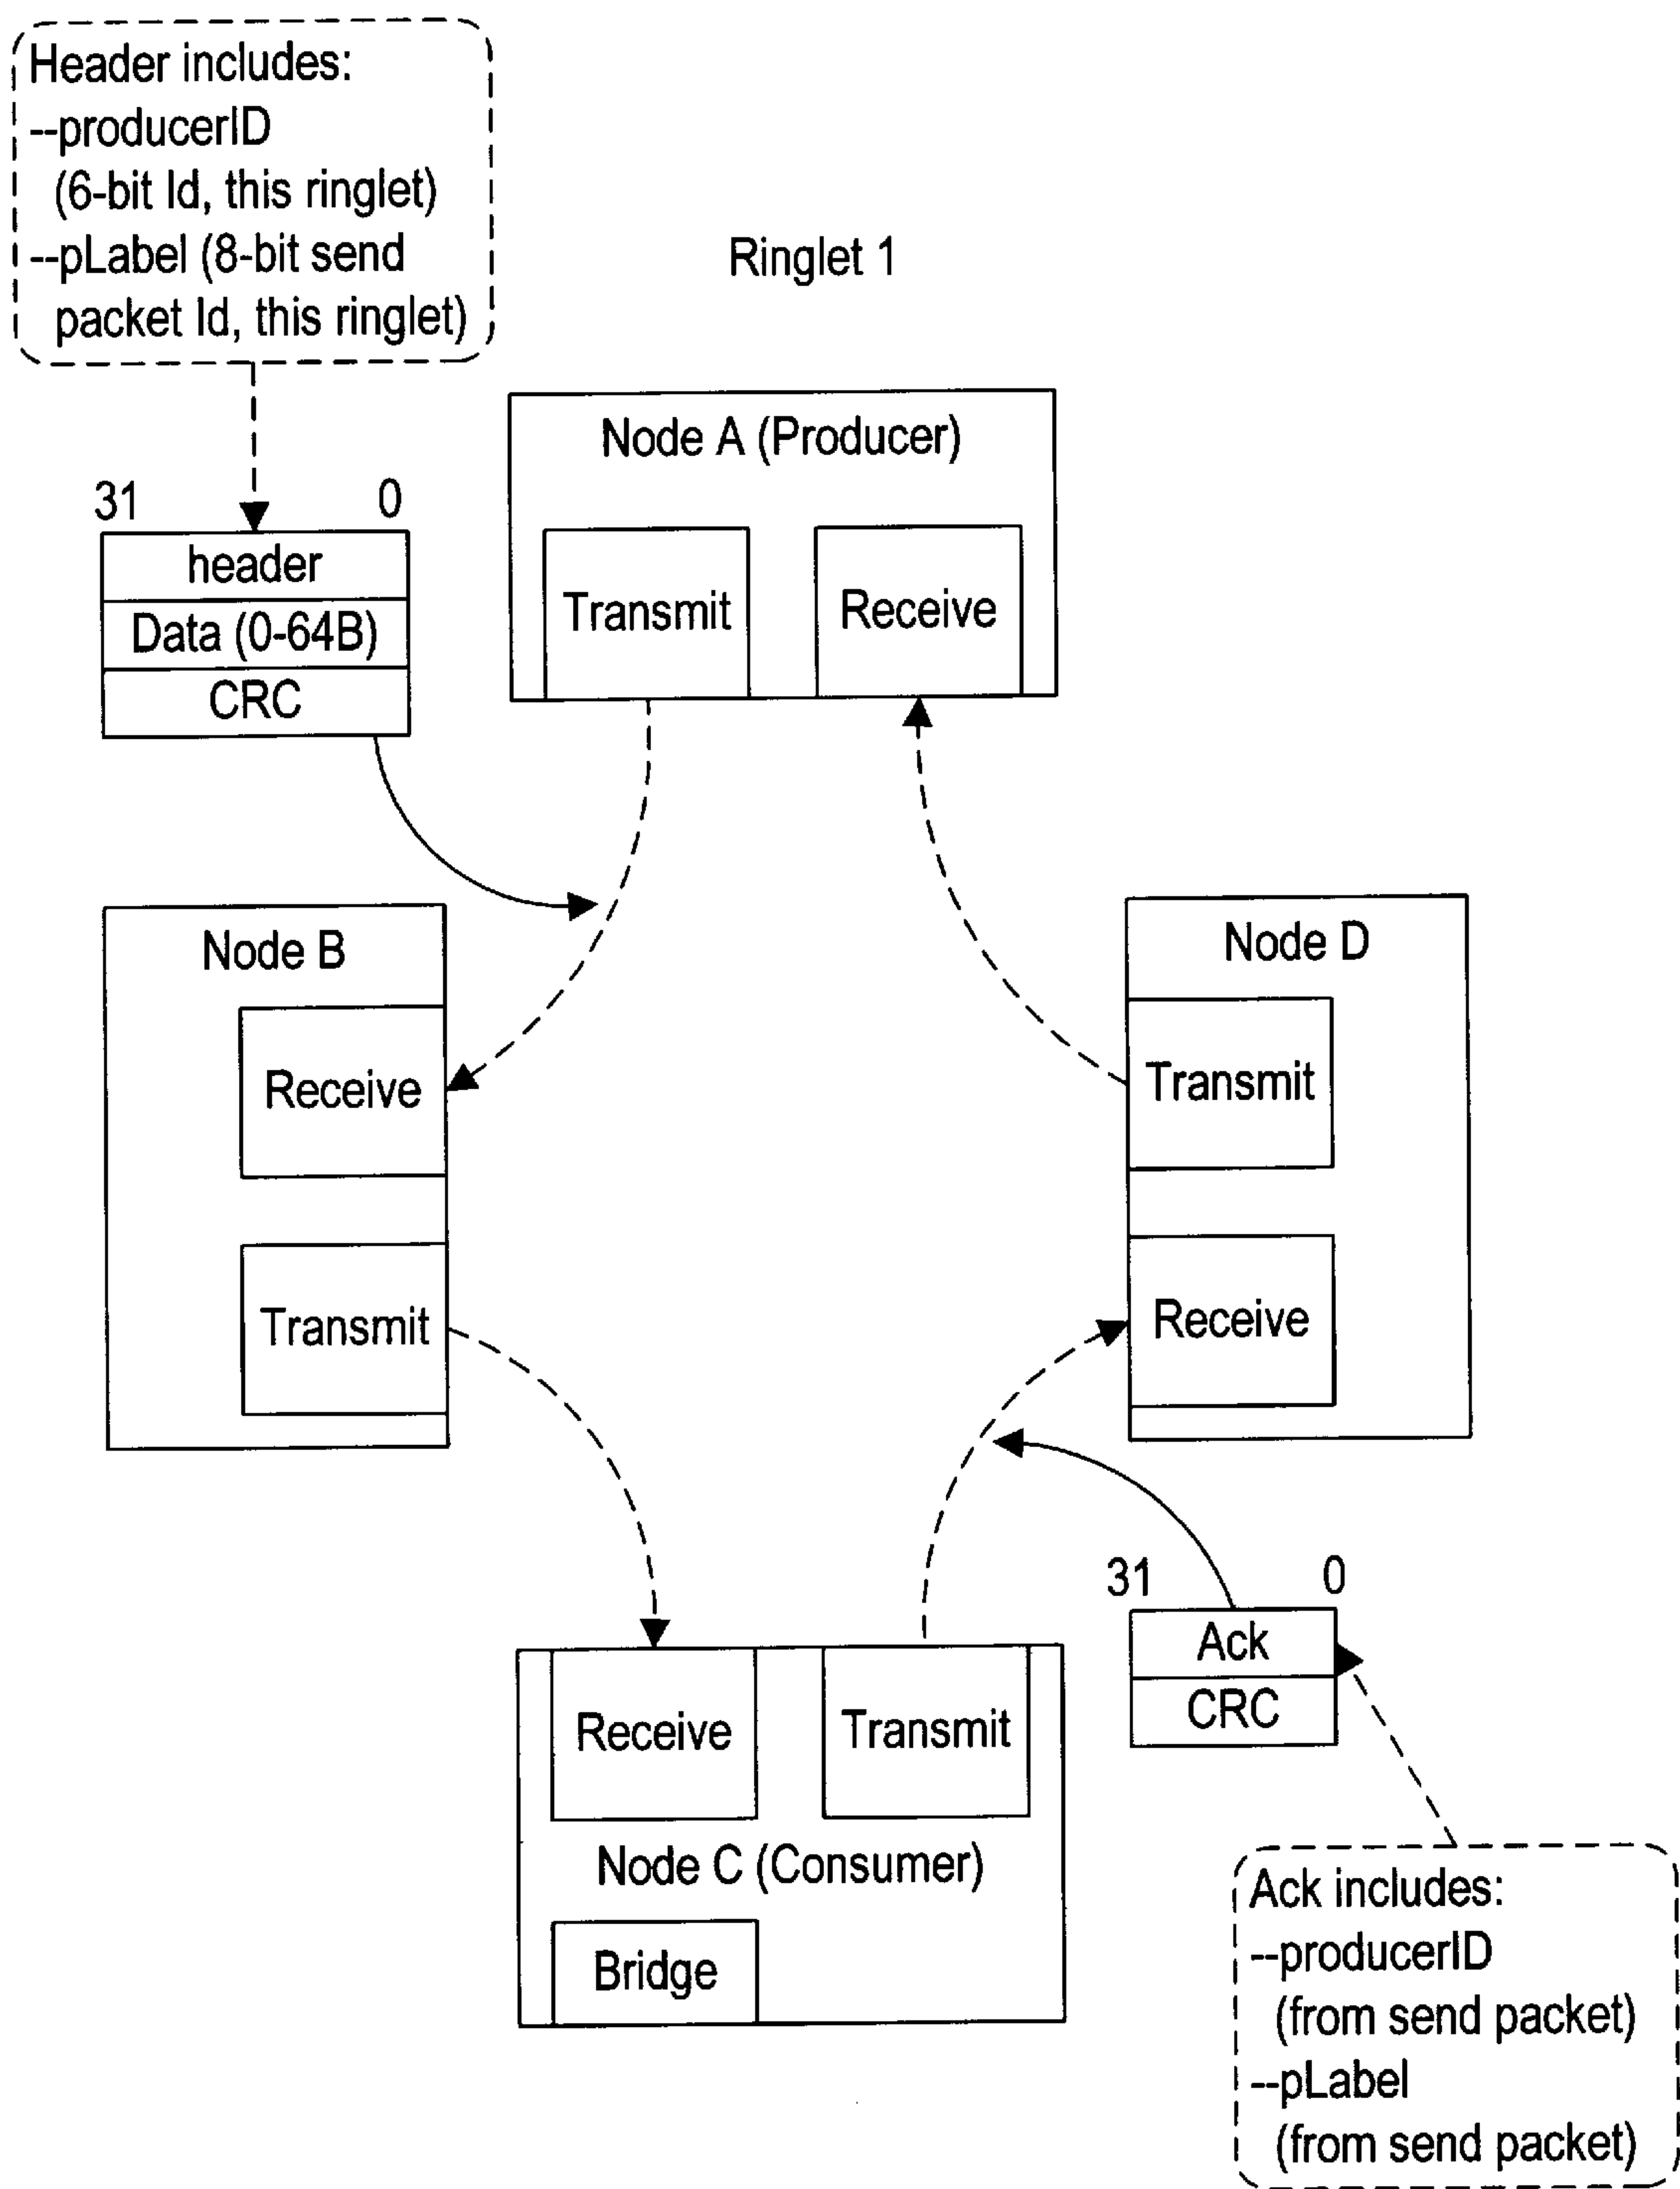 Header includes:
--producerID
(6-bit Id, this ringlet)
--pLabel (8-bit send
packet Id, this ringlet)
Ringlet 1
Node A (Producer)
Transmit
Receive
31 0
header
Data (0-64B)
CRC
Node B
Receive
Transmit
Node D
Transmit
Receive
Receive
Transmit
Node C (Consumer)
Bridge
31 0
Ack
CRC
Ack includes:
--producerID
(from send packet)
--pLabel
(from send packet)